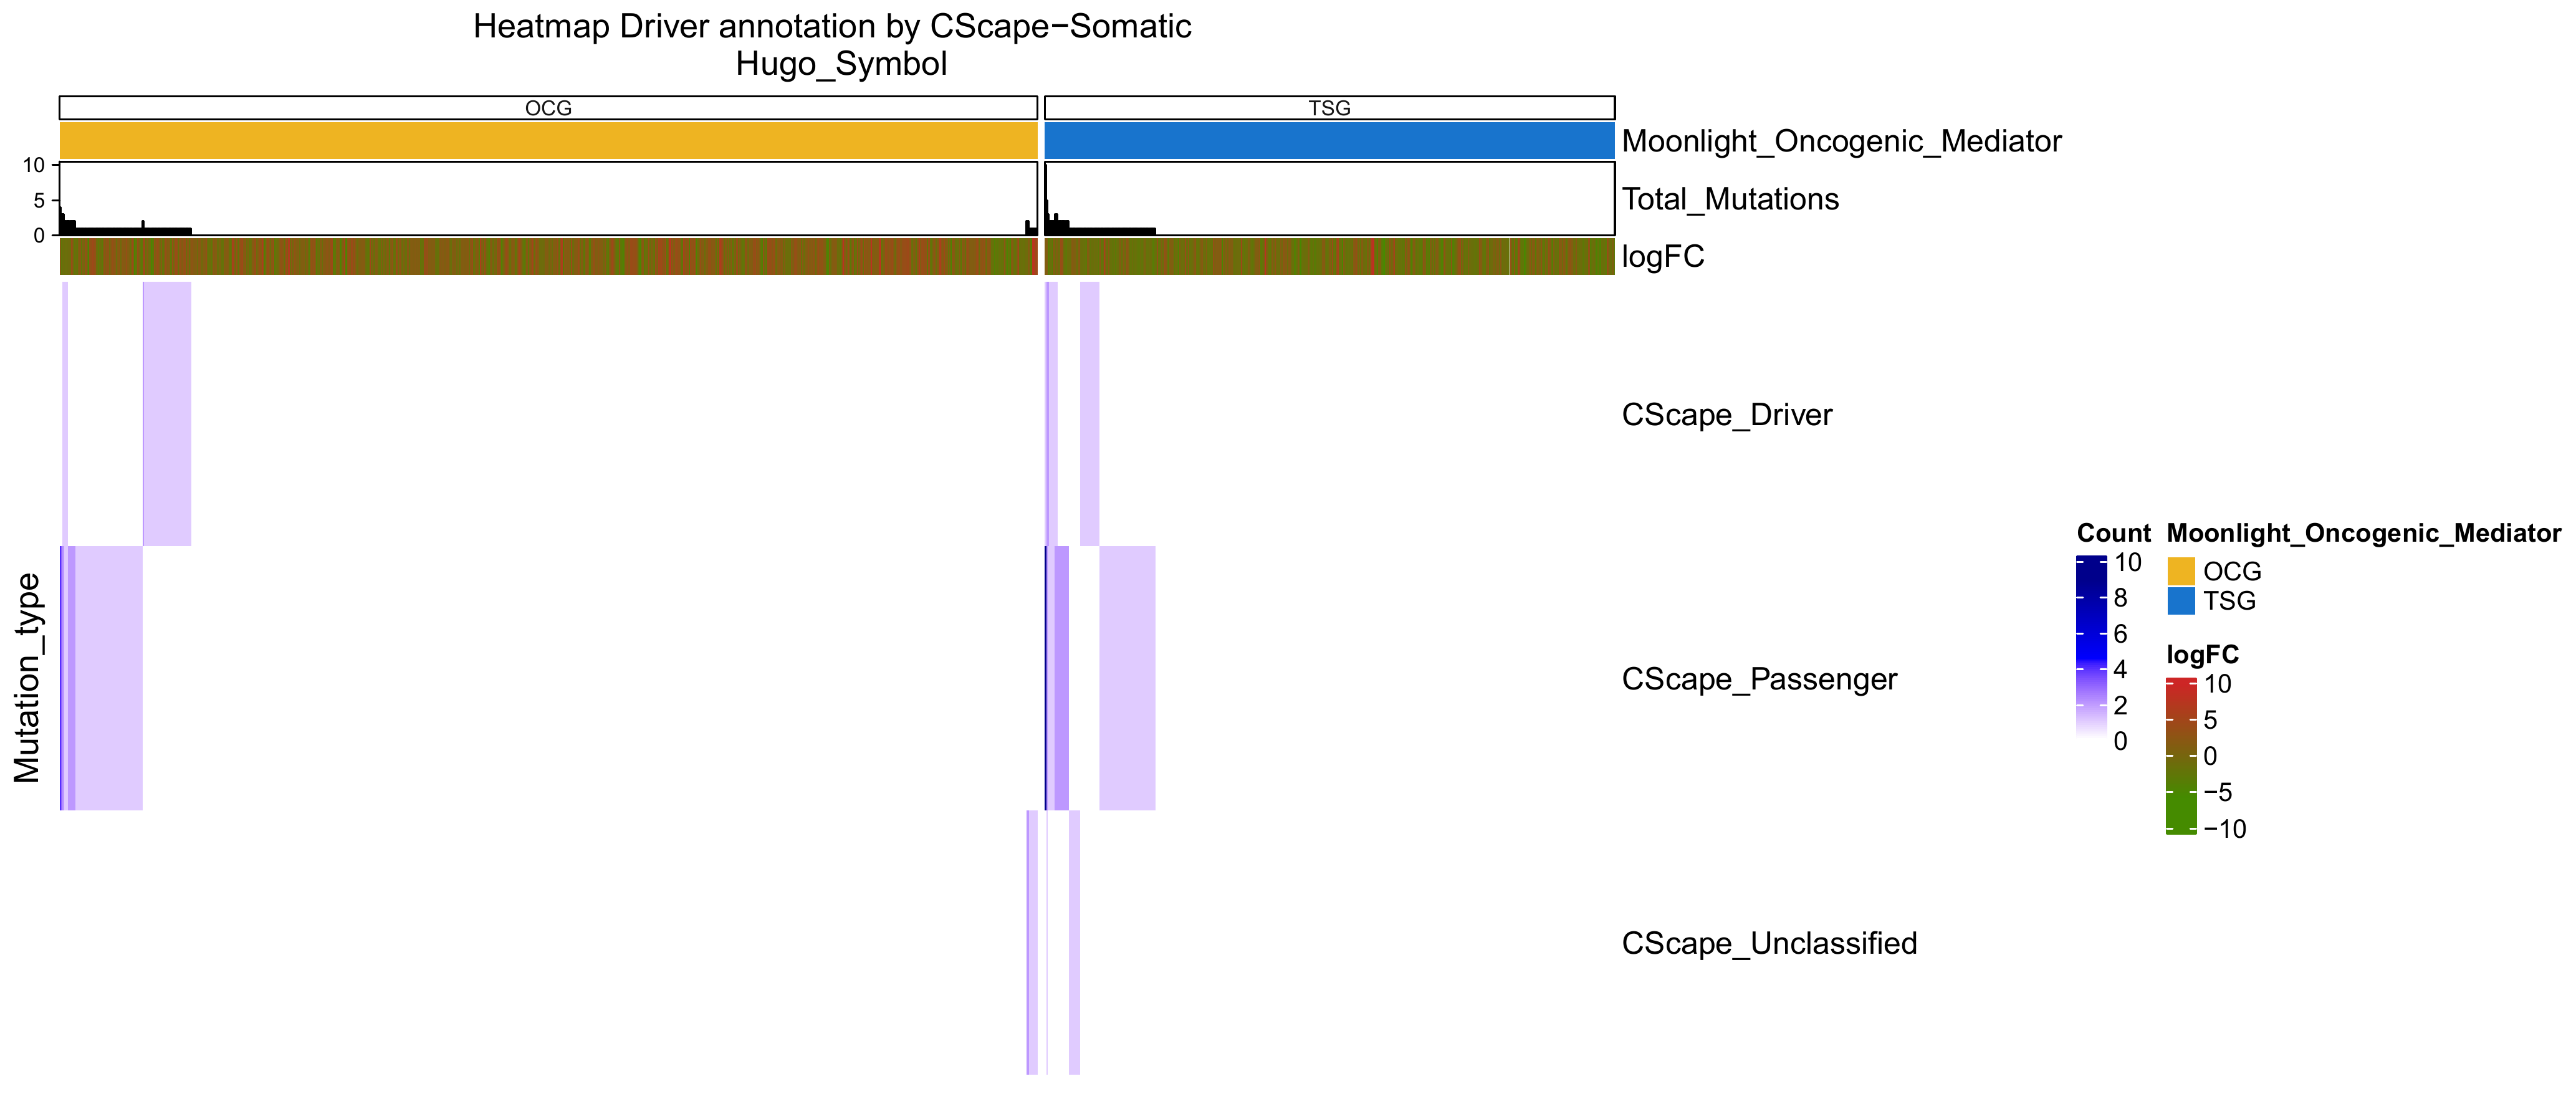 Heatmap Driver annotation by CScape−Somatic
Hugo_Symbol
OCG
TSG
Moonlight_Oncogenic_Mediator
10
5
0
Total_Mutations
logFC
CScape_Driver
CScape_Passenger
CScape_Unclassified
Mutation_type
Count
10
8
6
4
2
0
Moonlight_Oncogenic_Mediator
OCG
TSG
logFC
10
5
0
−5
−10